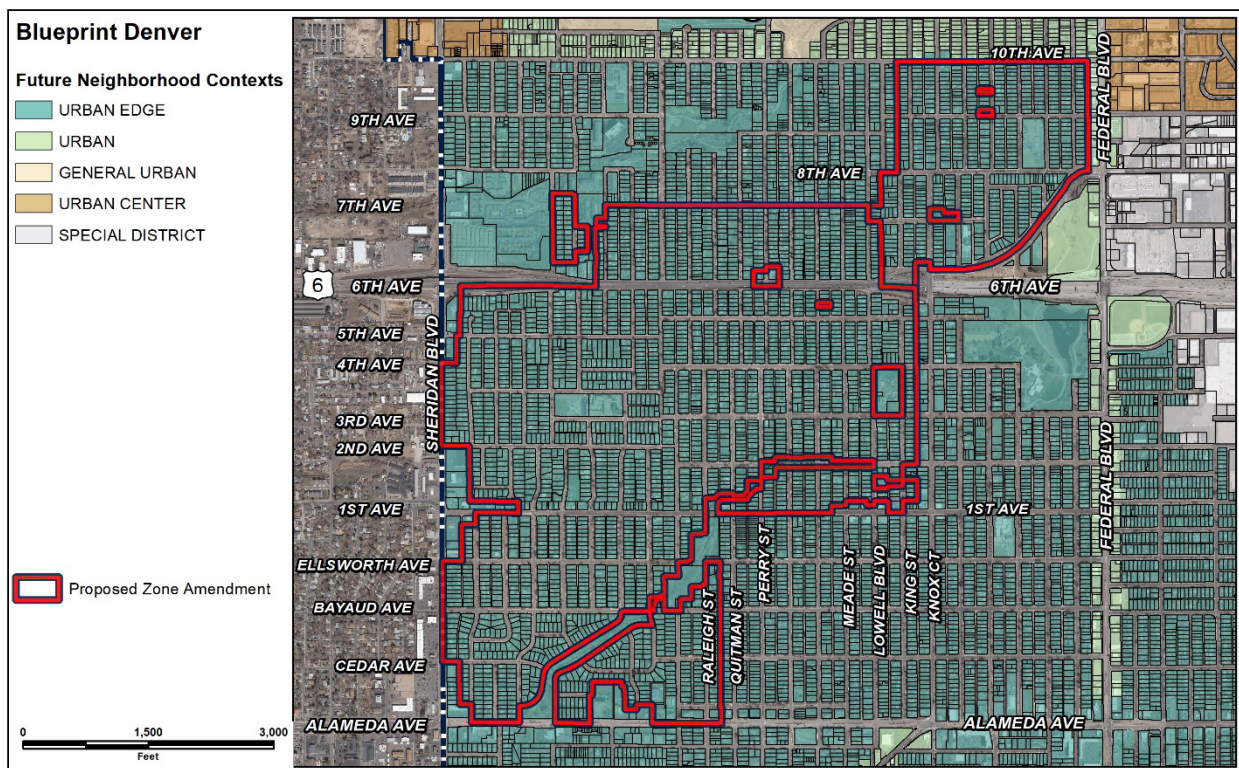 Blueprint Denver
Future Neighborhood Contexts
URBAN EDGE
URBAN
GENERAL URBAN
URBAN CENTER
SPECIAL DISTRICT
Proposed Zone Amendment
0 1,500 3,000
Feet
10TH AVE
FEDERAL BLVD
9TH AVE
8TH AVE
7TH AVE
6
6TH AVE
6TH AVE
5TH AVE
4TH AVE
SHERIDAN BLVD
3RD AVE
2ND AVE
FEDERAL BLVD
1ST AVE
1ST AVE
ELLSWORTH AVE
BAYAUD AVE
CEDAR AVE
RALEIGH ST
QUITMAN ST
PERRY ST
MEADE ST
LOWELL BLVD
KING ST
KNOX CT
ALAMEDA AVE
ALAMEDA AVE